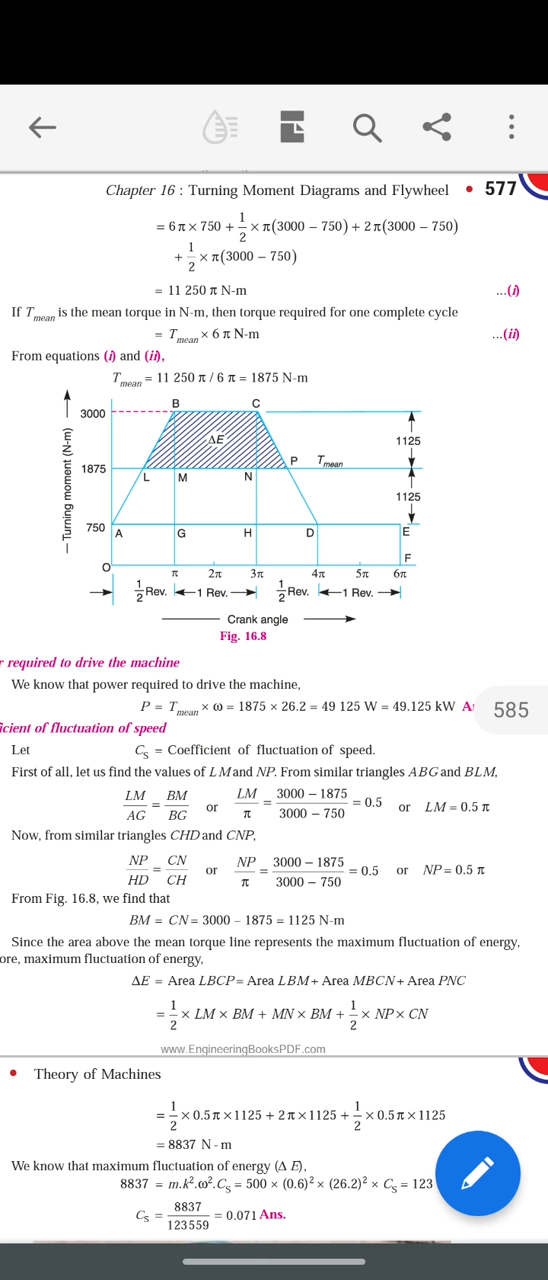 Chapter 16 : Turning Moment Diagrams and Flywheel • 577
= 6 π × 750 + 1/2 × π (3000 – 750) + 2 π (3000 – 750)
+ 1/2 × π (3000 – 750)
= 11 250 π N-m ...(i)
If Tmean is the mean torque in N-m, then torque required for one complete cycle
= Tmean × 6 π N-m ...(ii)
From equations (i) and (ii),
Tmean = 11 250 π / 6 π = 1875 N-m
B C
3000
ΔE
1125
P Tmean
1875
L M N
1125
750
A G H D E
F
O
π 2π 3π 4π 5π 6π
1/2 Rev. 1 Rev. 1/2 Rev. 1 Rev.
Turning moment (N-m)
Crank angle
Fig. 16.8
r required to drive the machine
We know that power required to drive the machine,
P = Tmean × ω = 1875 × 26.2 = 49 125 W = 49.125 kW
585
icient of fluctuation of speed
Let CS = Coefficient of fluctuation of speed.
First of all, let us find the values of LM and NP. From similar triangles ABG and BLM,
LM/AG = BM/BG or LM/π = (3000 – 1875)/(3000 – 750) = 0.5 or LM = 0.5 π
Now, from similar triangles CHD and CNP,
NP/HD = CN/CH or NP/π = (3000 – 1875)/(3000 – 750) = 0.5 or NP = 0.5 π
From Fig. 16.8, we find that
BM = CN = 3000 – 1875 = 1125 N-m
Since the area above the mean torque line represents the maximum fluctuation of energy,
ore, maximum fluctuation of energy,
ΔE = Area LBCP = Area LBM + Area MBCN + Area PNC
= 1/2 × LM × BM + MN × BM + 1/2 × NP × CN
www.EngineeringBooksPDF.com
• Theory of Machines
= 1/2 × 0.5 π × 1125 + 2 π × 1125 + 1/2 × 0.5 π × 1125
= 8837 N - m
We know that maximum fluctuation of energy (Δ E),
8837 = m.k².ω².CS = 500 × (0.6)² × (26.2)² × CS = 123
CS = 8837/123559 = 0.071 Ans.